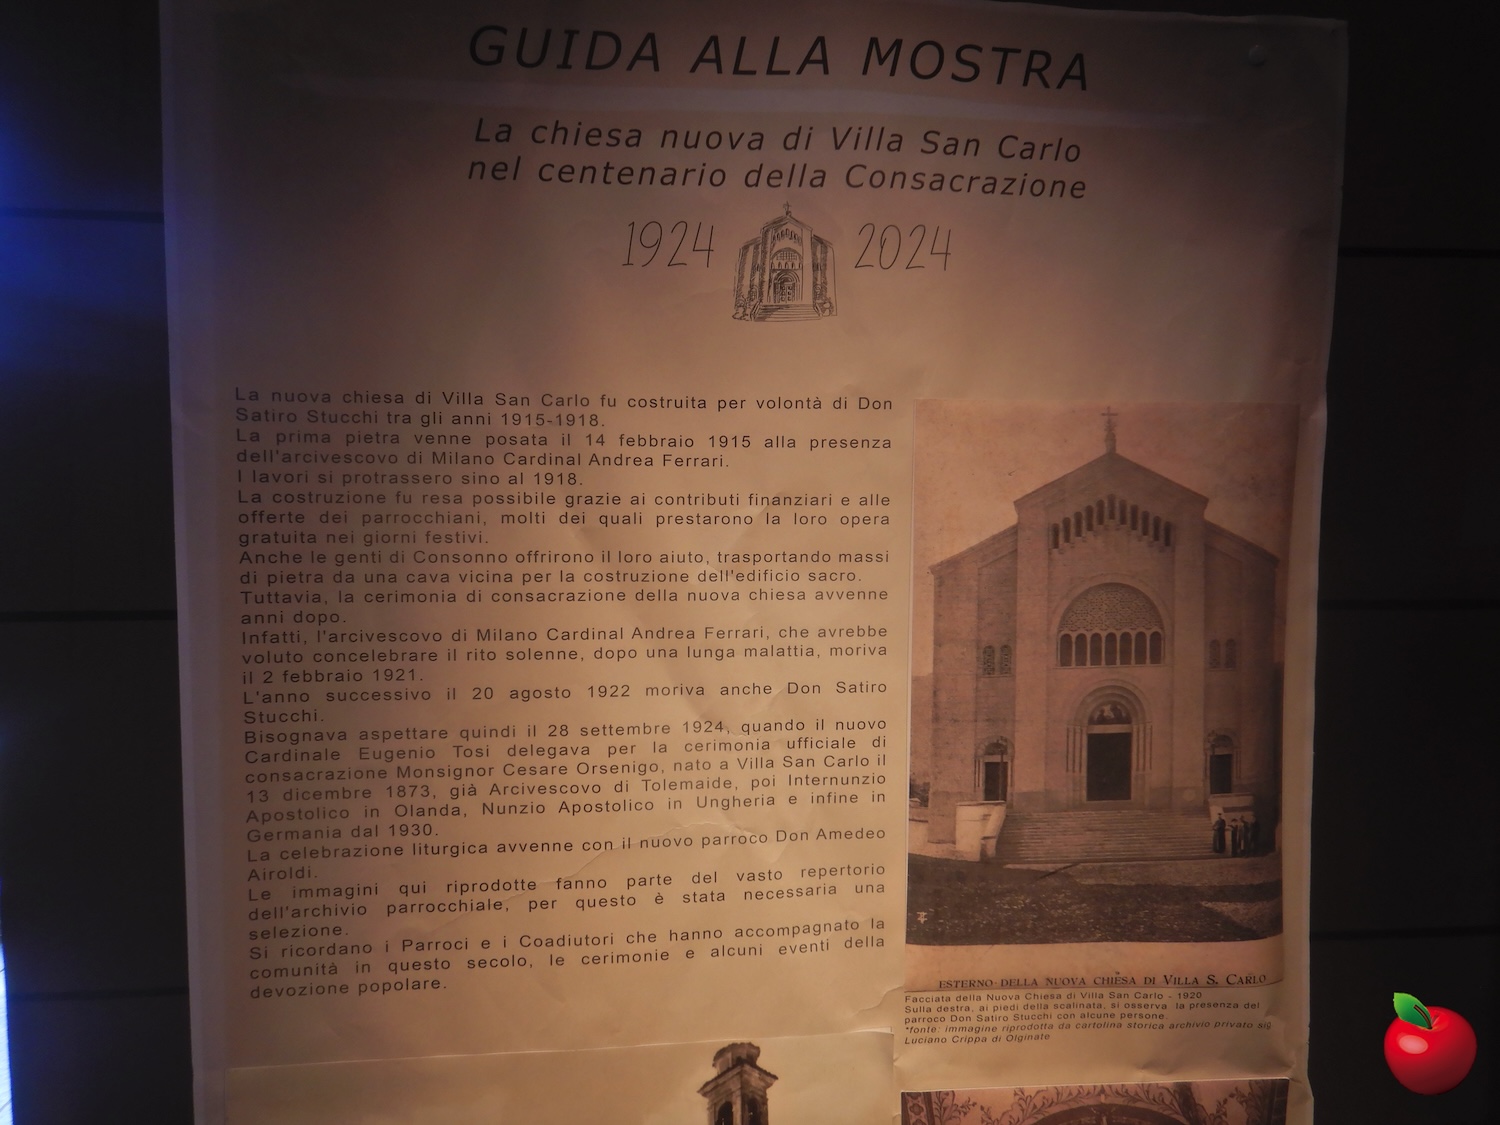 GUIDA ALLA MOSTRA
La chiesa nuova di Villa San Carlo
nel centenario della Consacrazione
1924 2024
La nuova chiesa di Villa San Carlo fu costruita per volontà di Don
Satiro Stucchi tra gli anni 1915-1918.
La prima pietra venne posata il 14 febbraio 1915 alla presenza
dell'arcivescovo di Milano Cardinal Andrea Ferrari.
I lavori si protrassero sino al 1918.
La costruzione fu resa possibile grazie ai contributi finanziari e alle
offerte dei parrocchiani, molti dei quali prestarono la loro opera
gratuita nei giorni festivi.
Anche le genti di Consonno offrirono il loro aiuto, trasportando massi
di pietra da una cava vicina per la costruzione dell'edificio sacro.
Tuttavia, la cerimonia di consacrazione della nuova chiesa avvenne
anni dopo.
Infatti, l'arcivescovo di Milano Cardinal Andrea Ferrari, che avrebbe
voluto concelebrare il rito solenne, dopo una lunga malattia, moriva
il 2 febbraio 1921.
L'anno successivo il 20 agosto 1922 moriva anche Don Satiro
Stucchi.
Bisognava aspettare quindi il 28 settembre 1924, quando il nuovo
Cardinale Eugenio Tosi delegava per la cerimonia ufficiale di
consacrazione Monsignor Cesare Orsenigo, nato a Villa San Carlo il
13 dicembre 1873, già Arcivescovo di Tolemaide, poi Internunzio
Apostolico in Olanda, Nunzio Apostolico in Ungheria e infine in
Germania dal 1930.
La celebrazione liturgica avvenne con il nuovo parroco Don Amedeo
Airoldi.
Le immagini qui riprodotte fanno parte del vasto repertorio
dell'archivio parrocchiale, per questo è stata necessaria una
selezione.
Si ricordano i Parroci e i Coadiutori che hanno accompagnato la
comunità in questo secolo, le cerimonie e alcuni eventi della
devozione popolare.
ESTERNO DELLA NUOVA CHIESA DI VILLA S. CARLO
Facciata della Nuova Chiesa di Villa San Carlo - 1920
Sulla destra, ai piedi della scalinata, si osserva la presenza del
parroco Don Satiro Stucchi con alcune persone.
*fonte: immagine riprodotta da cartolina storica archivio privato sig
Luciano Crippa di Olginate